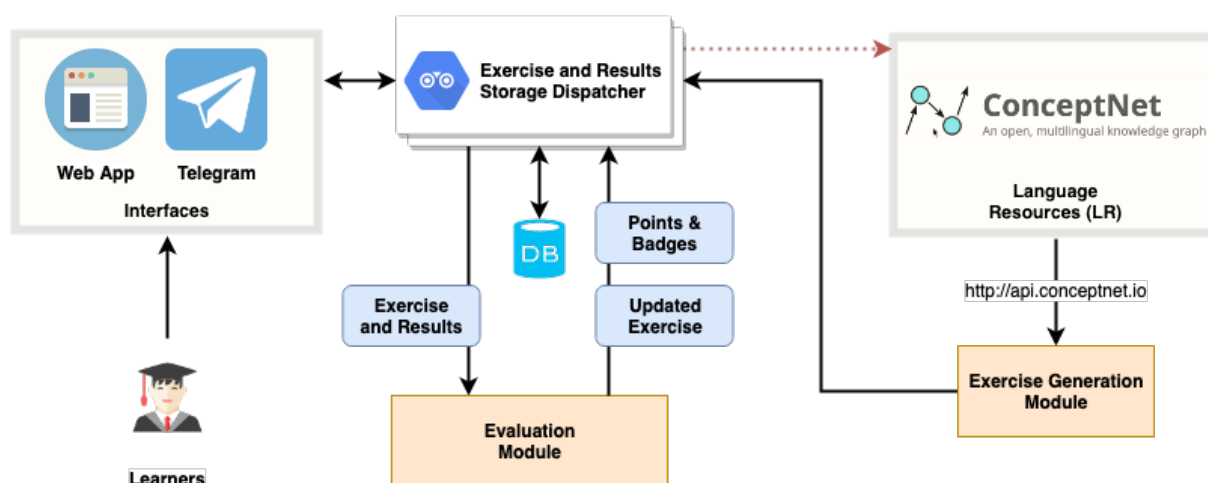 Web App
Telegram
Interfaces
Exercise and Results
Storage Dispatcher
ConceptNet
An open, multilingual knowledge graph
Language
Resources (LR)
DB
Points &
Badges
Exercise
and Results
Updated
Exercise
http://api.conceptnet.io
Exercise Generation
Module
Evaluation
Module
Learners